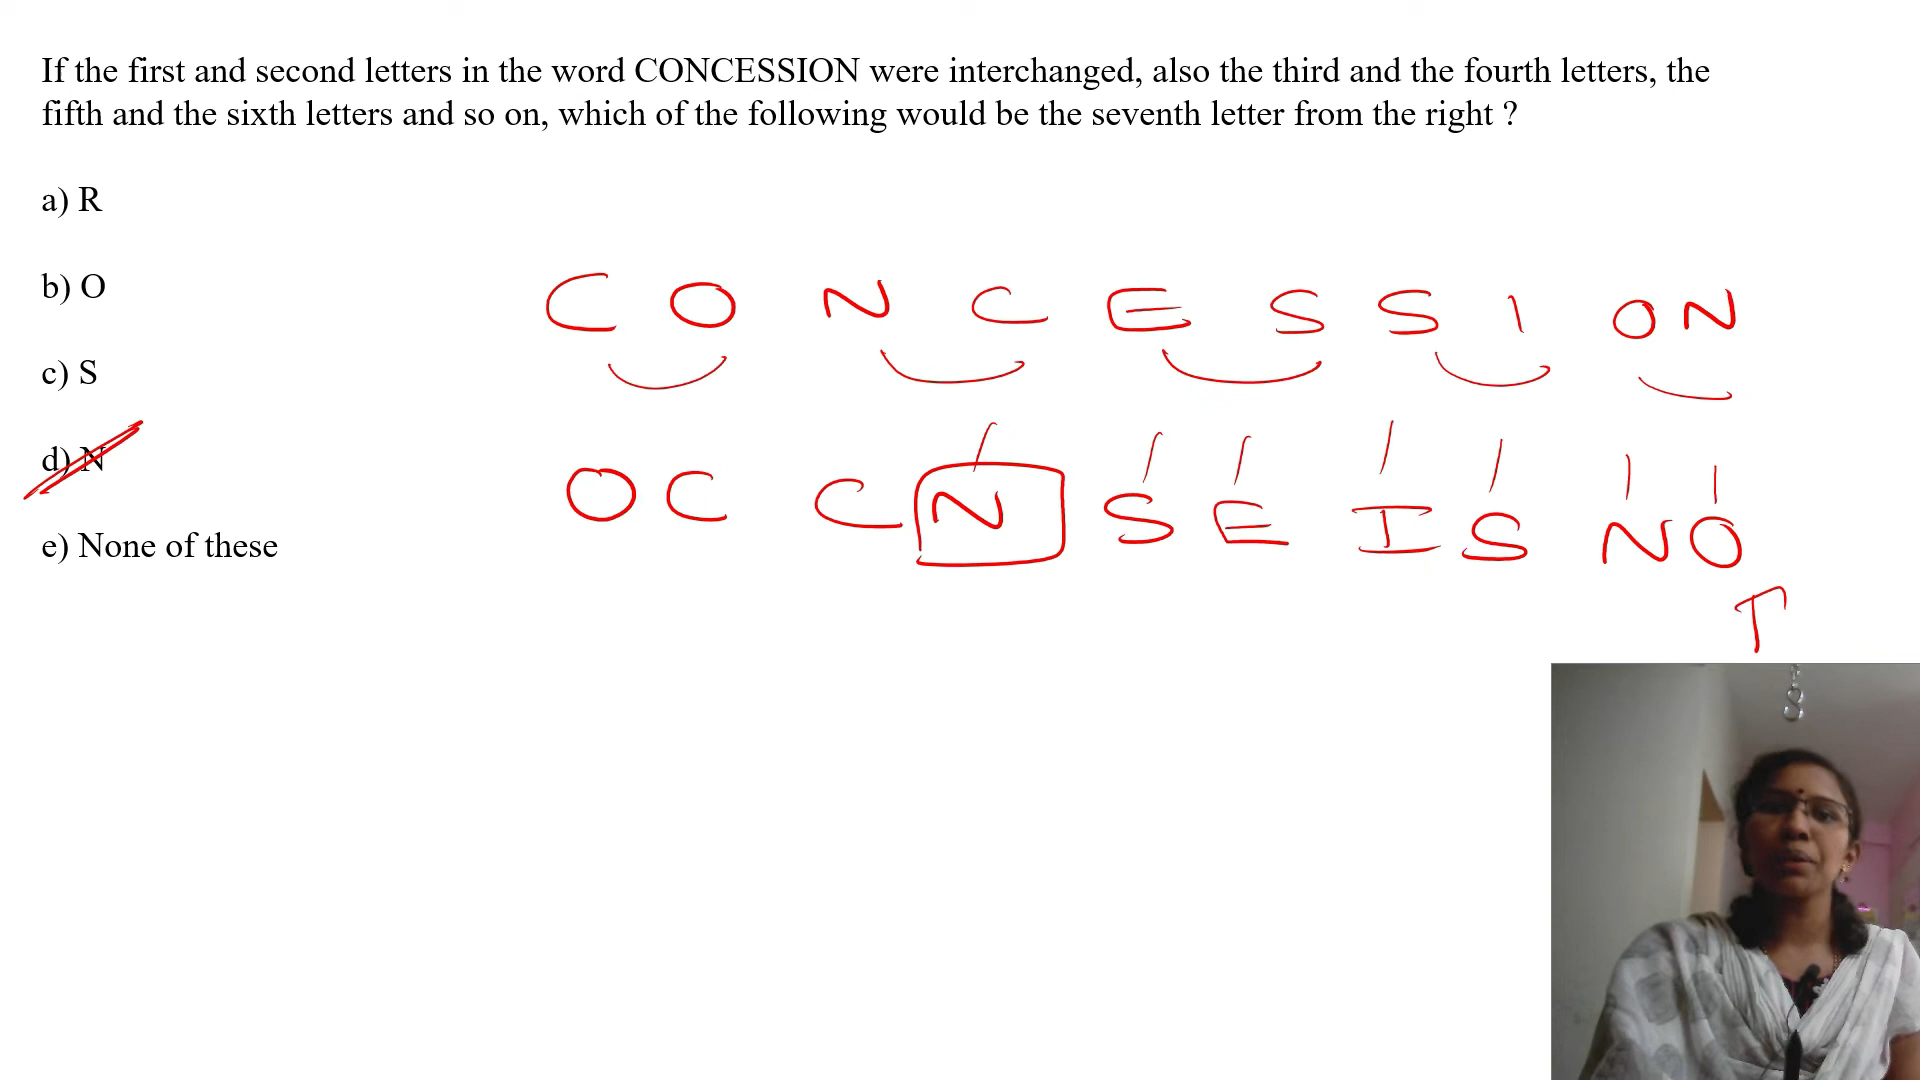 If the first and second letters in the word CONCESSION were interchanged, also the third and the fourth letters, the
fifth and the sixth letters and so on, which of the following would be the seventh letter from the right ?
a) R
b) O
c) S
d) N
e) None of these
C O N C E S S I O N
O C C N S E I S N O